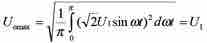 U_{omax} = \sqrt{\frac{1}{\pi} \int_{0}^{\pi} (\sqrt{2} U_1 \sin \omega t)^2 d\omega t} = U_1